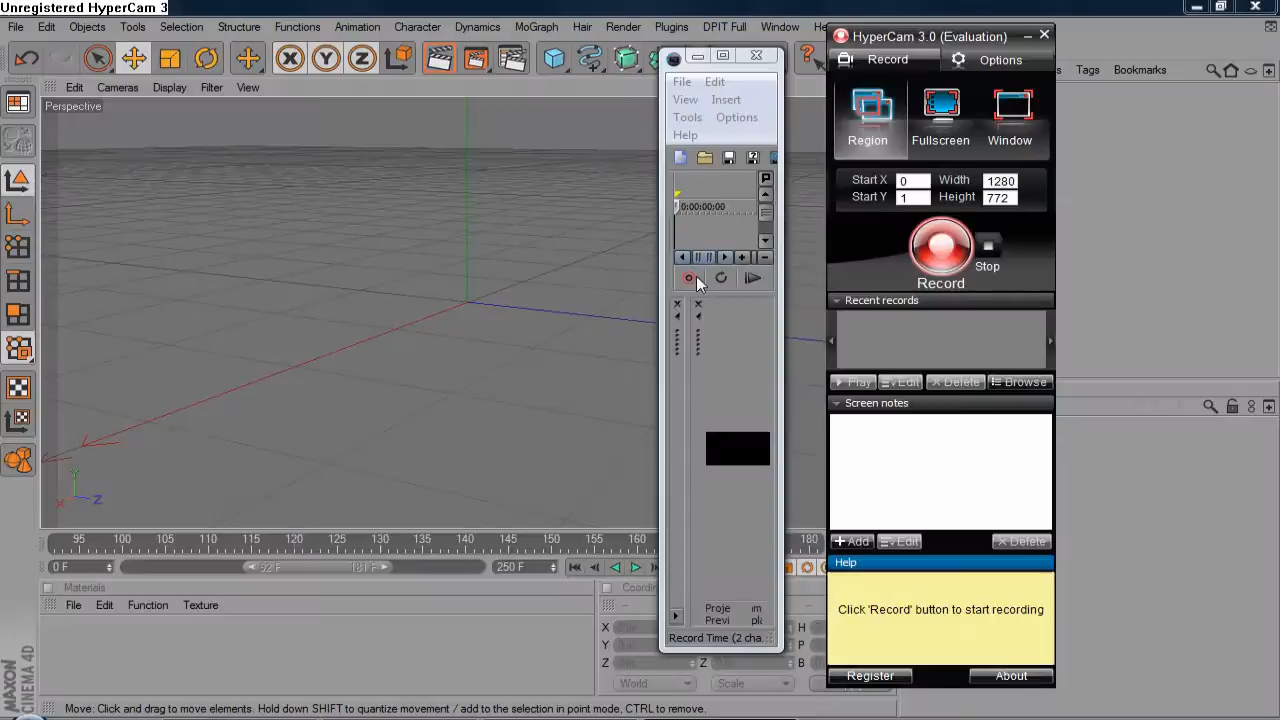 Unregistered HyperCam 3
File Edit Objects Tools Selection Structure Functions Animation Character Dynamics MoGraph Hair Render Plugins DPIT Full Window
Edit Cameras Display Filter View
Perspective
File Edit
View Insert
Tools Options
Help
0:00:00:00
Proje
Previ
Record Time (2 cha
HyperCam 3.0 (Evaluation)
Record Options
Region Fullscreen Window
Start X 0 Width 1280
Start Y 1 Height 772
Record
Stop
Recent records
Play Edit Delete Browse
Screen notes
Add Edit Delete
Help
Click 'Record' button to start recording
Register About
Tags Bookmarks
95 100 105 110 115 120 125 130 135 140 145 150 155 160 180
0 F 250 F
Materials
File Edit Function Texture
X
Y
Z
H
P
B
World Scale
MAXON
CINEMA 4D
Move: Click and drag to move elements. Hold down SHIFT to quantize movement / add to the selection in point mode, CTRL to remove.